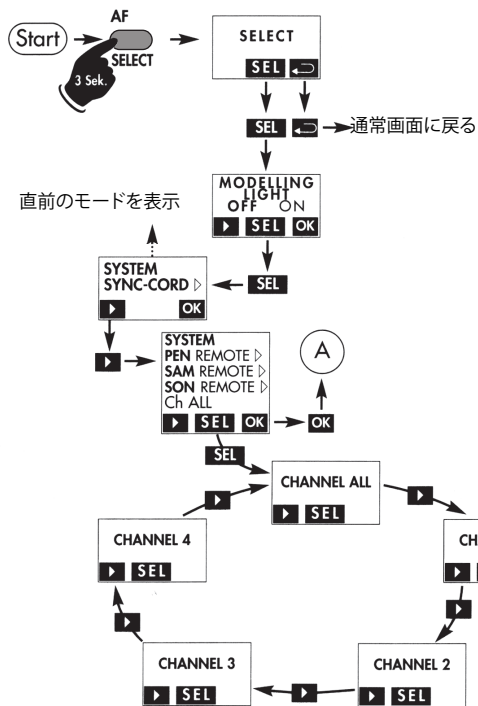 AF
Start
SELECT
3 Sek.
SELECT
SEL
SEL
通常画面に戻る
MODELLING
LIGHT
OFF ON
SEL OK
直前のモードを表示
SYSTEM
SYNC-CORD
OK
SEL
SYSTEM
PEN REMOTE
SAM REMOTE
SON REMOTE
Ch ALL
SEL OK
OK
A
SEL
CHANNEL ALL
SEL
CHANNEL 4
SEL
CH
CHANNEL 3
SEL
CHANNEL 2
SEL